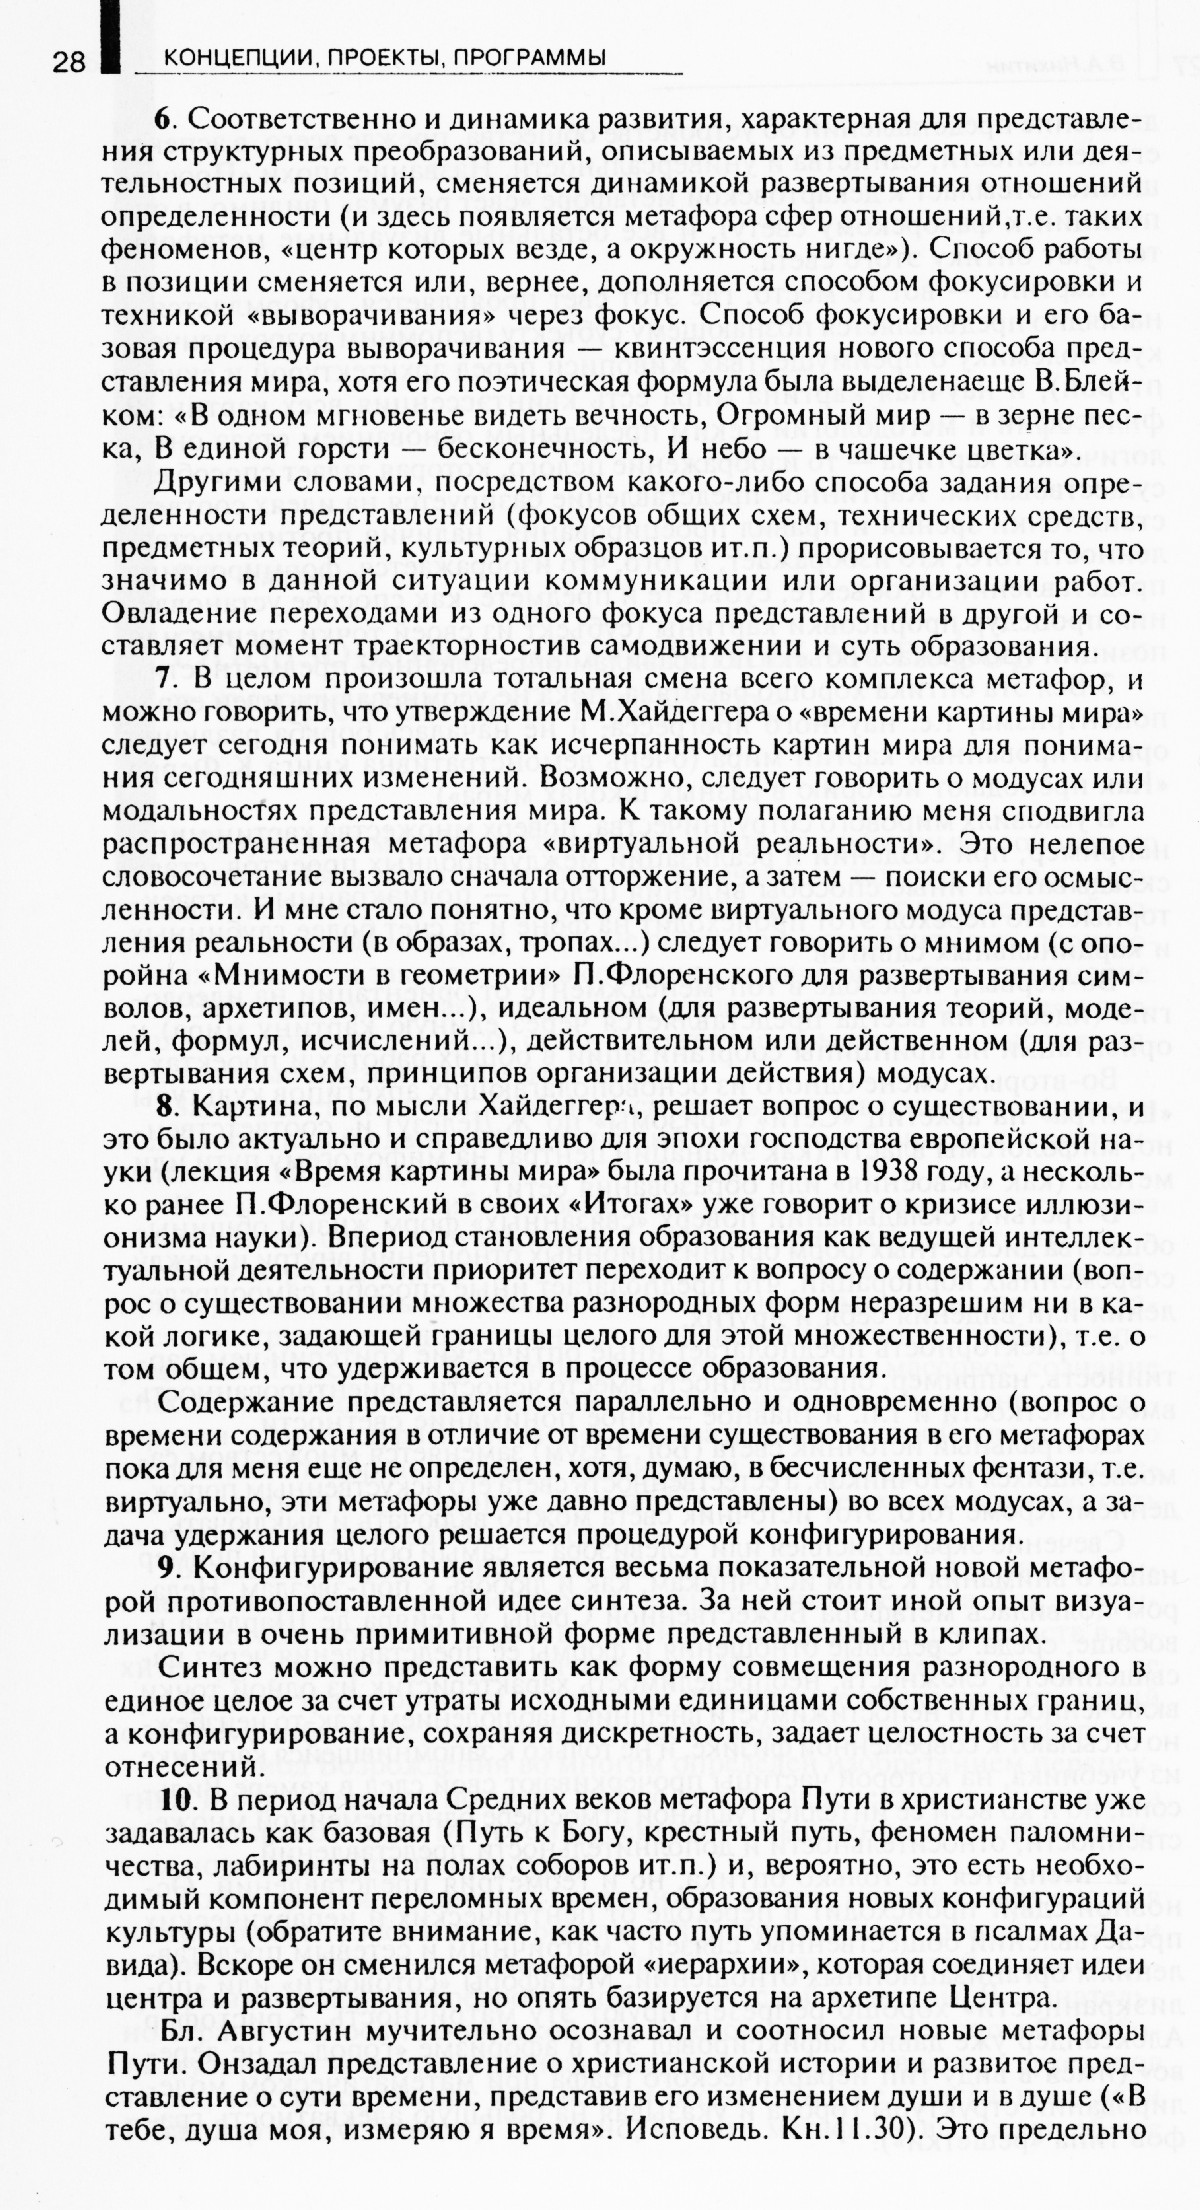 28 КОНЦЕПЦИИ, ПРОЕКТЫ, ПРОГРАММЫ
6. Соответственно и динамика развития, характерная для представле-
ния структурных преобразований, описываемых из предметных или дея-
тельностных позиций, сменяется динамикой развертывания отношений
определенности (и здесь появляется метафора сфер отношений,т.е. таких
феноменов, «центр которых везде, а окружность нигде»). Способ работы
в позиции сменяется или, вернее, дополняется способом фокусировки и
техникой «выворачивания» через фокус. Способ фокусировки и его ба-
зовая процедура выворачивания — квинтэссенция нового способа пред-
ставления мира, хотя его поэтическая формула была выделенаеще В.Блей-
ком: «В одном мгновенье видеть вечность, Огромный мир — в зерне пес-
ка, В единой горсти — бесконечность, И небо — в чашечке цветка».
Другими словами, посредством какого-либо способа задания опре-
деленности представлений (фокусов общих схем, технических средств,
предметных теорий, культурных образцов ит.п.) прорисовывается то, что
значимо в данной ситуации коммуникации или организации работ.
Овладение переходами из одного фокуса представлений в другой и со-
ставляет момент траекторностив самодвижении и суть образования.
7. В целом произошла тотальная смена всего комплекса метафор, и
можно говорить, что утверждение М.Хайдеггера о «времени картины мира»
следует сегодня понимать как исчерпанность картин мира для понима-
ния сегодняшних изменений. Возможно, следует говорить о модусах или
модальностях представления мира. К такому полаганию меня сподвигла
распространенная метафора «виртуальной реальности». Это нелепое
словосочетание вызвало сначала отторжение, а затем — поиски его осмыс-
ленности. И мне стало понятно, что кроме виртуального модуса представ-
ления реальности (в образах, тропах...) следует говорить о мнимом (с опо-
ройна «Мнимости в геометрии» П.Флоренского для развертывания сим-
волов, архетипов, имен...), идеальном (для развертывания теорий, моде-
лей, формул, исчислений...), действительном или действенном (для раз-
вертывания схем, принципов организации действия) модусах.
8. Картина, по мысли Хайдеггера, решает вопрос о существовании, и
это было актуально и справедливо для эпохи господства европейской на-
уки (лекция «Время картины мира» была прочитана в 1938 году, а несколь-
ко ранее П.Флоренский в своих «Итогах» уже говорит о кризисе иллюзи-
онизма науки). Впериод становления образования как ведущей интеллек-
туальной деятельности приоритет переходит к вопросу о содержании (воп-
рос о существовании множества разнородных форм неразрешим ни в ка-
кой логике, задающей границы целого для этой множественности), т.е. о
том общем, что удерживается в процессе образования.
Содержание представляется параллельно и одновременно (вопрос о
времени содержания в отличие от времени существования в его метафорах
пока для меня еще не определен, хотя, думаю, в бесчисленных фентази, т.е.
виртуально, эти метафоры уже давно представлены) во всех модусах, а за-
дача удержания целого решается процедурой конфигурирования.
9. Конфигурирование является весьма показательной новой метафо-
рой противопоставленной идее синтеза. За ней стоит иной опыт визуа-
лизации в очень примитивной форме представленный в клипах.
Синтез можно представить как форму совмещения разнородного в
единое целое за счет утраты исходными единицами собственных границ,
а конфигурирование, сохраняя дискретность, задает целостность за счет
отнесений.
10. В период начала Средних веков метафора Пути в христианстве уже
задавалась как базовая (Путь к Богу, крестный путь, феномен паломни-
чества, лабиринты на полах соборов ит.п.) и, вероятно, это есть необхо-
димый компонент переломных времен, образования новых конфигураций
культуры (обратите внимание, как часто путь упоминается в псалмах Да-
вида). Вскоре он сменился метафорой «иерархии», которая соединяет идеи
центра и развертывания, но опять базируется на архетипе Центра.
Бл. Августин мучительно осознавал и соотносил новые метафоры
Пути. Онзадал представление о христианской истории и развитое пред-
ставление о сути времени, представив его изменением души и в душе («В
тебе, душа моя, измеряю я время». Исповедь. Кн.11.30). Это предельно